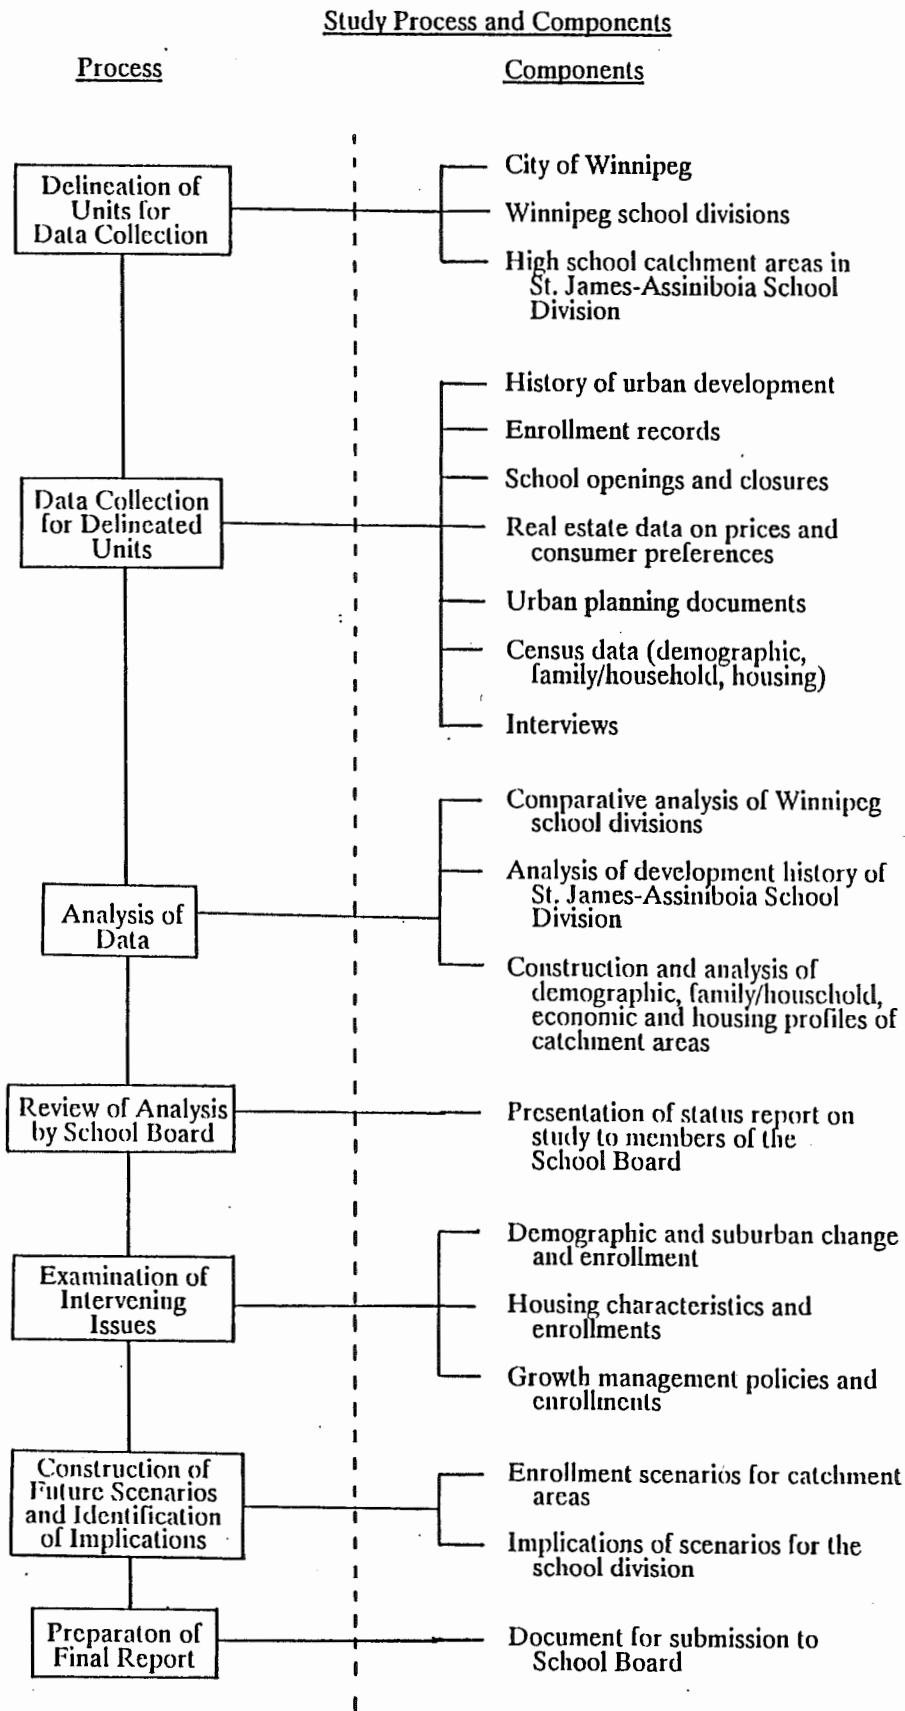 Study Process and Components
Process
Components
Delineation of
Units for
Data Collection
City of Winnipeg
Winnipeg school divisions
High school catchment areas in
St. James-Assiniboia School
Division
Data Collection
for Delineated
Units
History of urban development
Enrollment records
School openings and closures
Real estate data on prices and
consumer preferences
Urban planning documents
Census data (demographic,
family/household, housing)
Interviews
Analysis of
Data
Comparative analysis of Winnipeg
school divisions
Analysis of development history of
St. James-Assiniboia School
Division
Construction and analysis of
demographic, family/household,
economic and housing profiles of
catchment areas
Review of Analysis
by School Board
Presentation of status report on
study to members of the
School Board
Examination of
Intervening
Issues
Demographic and suburban change
and enrollment
Housing characteristics and
enrollments
Growth management policies and
enrollments
Construction of
Future Scenarios
and Identification
of Implications
Enrollment scenarios for catchment
areas
Implications of scenarios for the
school division
Preparaton of
Final Report
Document for submission to
School Board